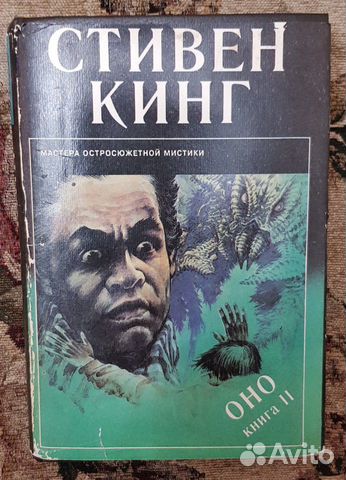 СТИВЕН
КИНГ
МАСТЕРА ОСТРОСЮЖЕТНОЙ МИСТИКИ
ОНО
книга II
Avito